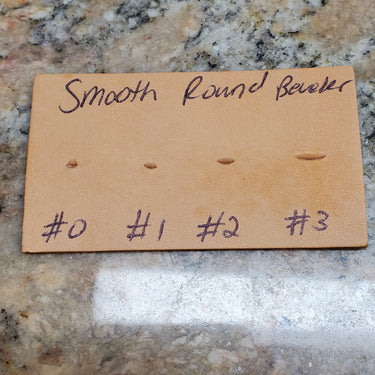 Smooth Round Beveler
#0 #1 #2 #3